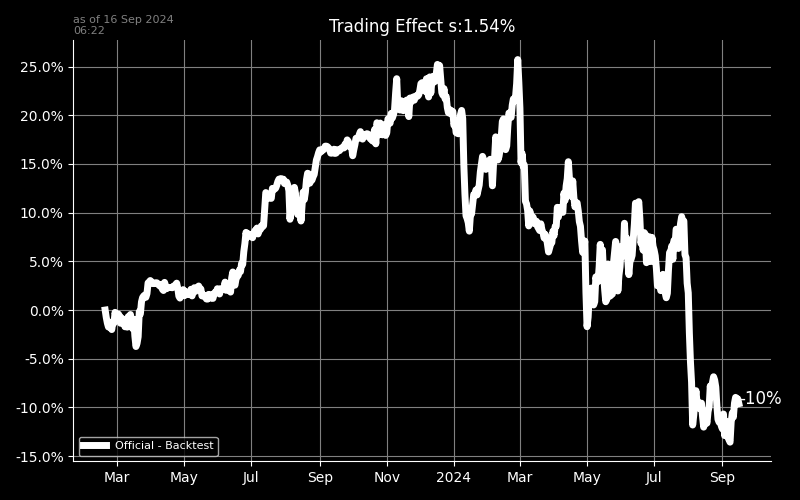 as of 16 Sep 2024
06:22
Trading Effect s:1.54%
25.0%
20.0%
15.0%
10.0%
5.0%
0.0%
-5.0%
-10.0%
-15.0%
-10%
Official - Backtest
Mar May Jul Sep Nov 2024 Mar May Jul Sep